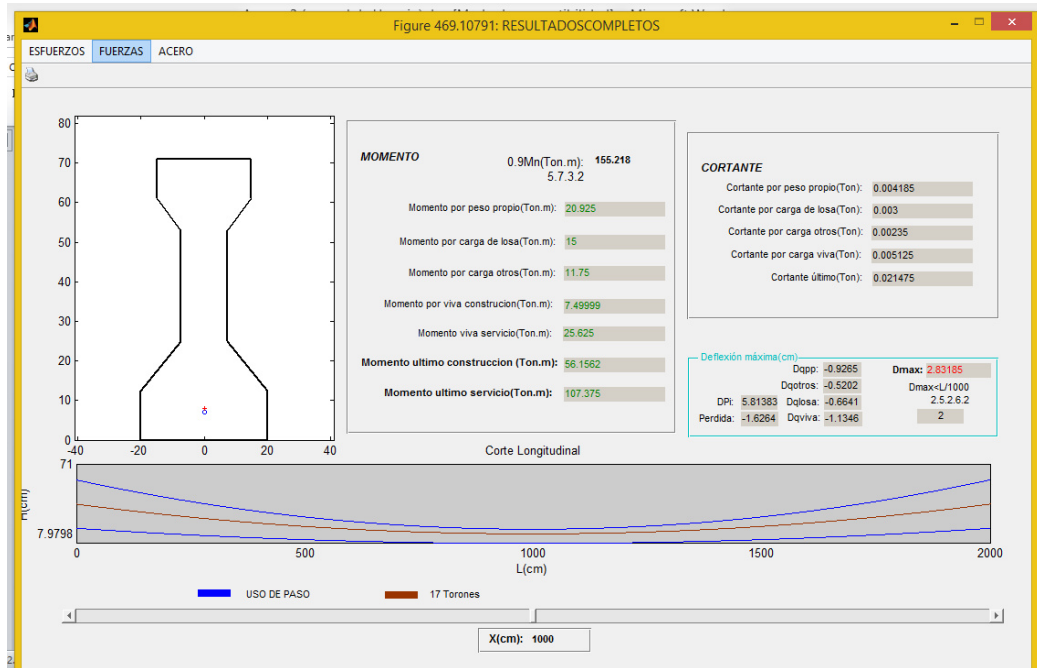 Figure 469.10791: RESULTADOSCOMPLETOS
ESFUERZOS FUERZAS ACERO
80
70
60
50
40
30
20
10
0
-40 -20 0 20 40
MOMENTO
0.9Mn(Ton.m): 155.218
5.7.3.2
Momento por peso propio(Ton.m): 20.925
Momento por carga de losa(Ton.m): 15
Momento por carga otros(Ton.m): 11.75
Momento por viva construcion(Ton.m): 7.49999
Momento viva servicio(Ton.m): 25.625
Momento ultimo construccion (Ton.m): 56.1562
Momento ultimo servicio(Ton.m): 107.375
CORTANTE
Cortante por peso propio(Ton): 0.004185
Cortante por carga de losa(Ton): 0.003
Cortante por carga otros(Ton): 0.00235
Cortante por carga viva(Ton): 0.005125
Cortante último(Ton): 0.021475
Deflexión máxima(cm)
Dqpp: -0.9265 Dmax: 2.83185
Dqotros: -0.5202 Dmax<L/1000
DPi: 5.81383 Dqlosa: -0.6641 2.5.2.6.2
Perdida: -1.6264 Dqviva: -1.1346 2
Corte Longitudinal
71
7.9798
H(cm)
0 500 1000 1500 2000
L(cm)
USO DE PASO 17 Torones
X(cm): 1000